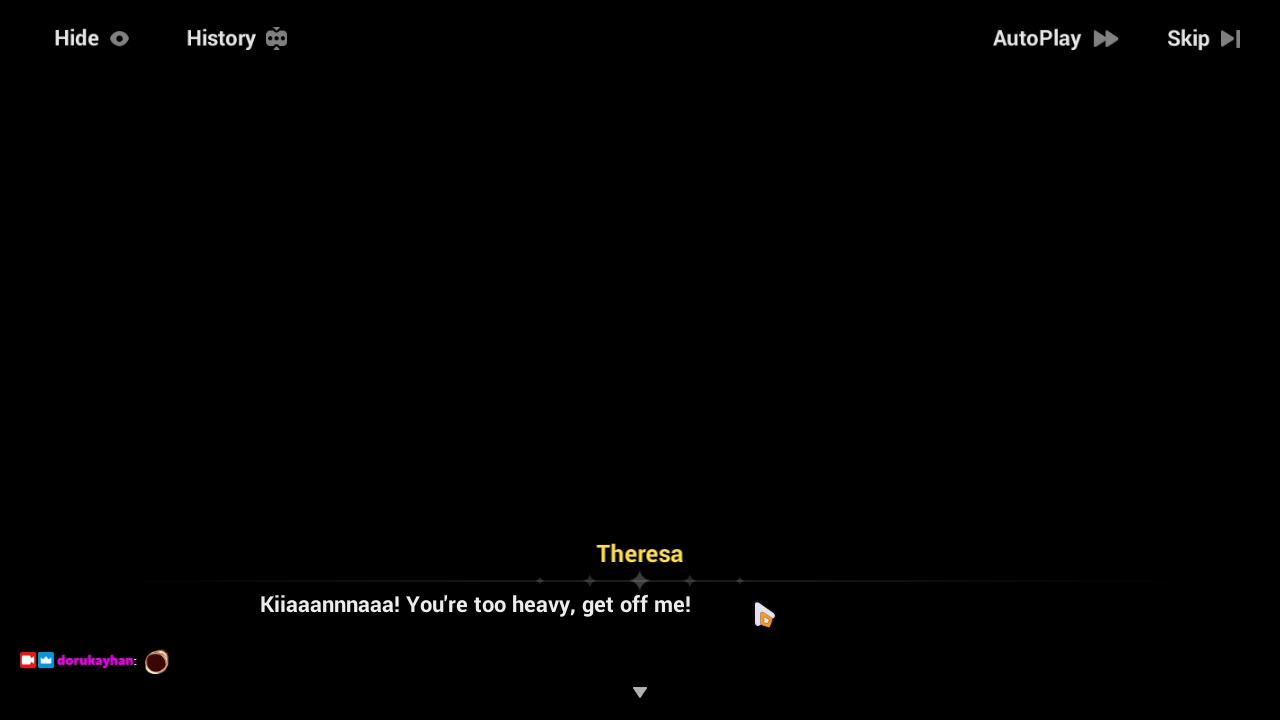 Hide
History
AutoPlay
Skip
Theresa
Kiiaaannnaaa! You're too heavy, get off me!
dorukayhan: